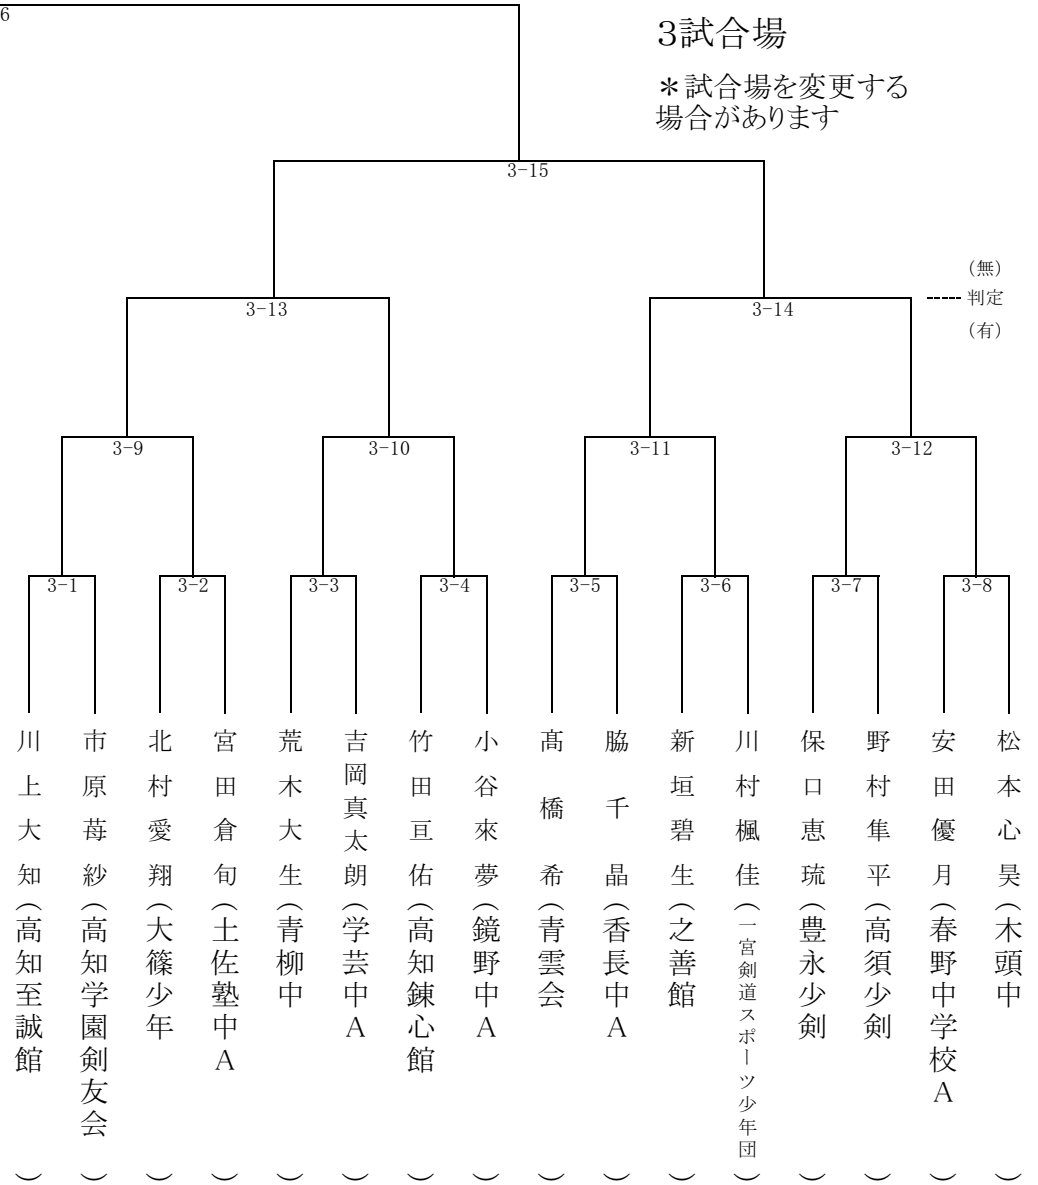 6
3試合場
＊試合場を変更する
場合があります
3-15
（無）
判定
（有）
3-13
3-14
3-9
3-10
3-11
3-12
3-1
3-2
3-3
3-4
3-5
3-6
3-7
3-8
川上大知（高知至誠館）
市原苺紗（高知学園剣友会）
北村愛翔（大篠少年）
宮田倉旬（土佐塾中Ａ）
荒木大生（青柳中）
吉岡真太朗（学芸中Ａ）
竹田亘佑（高知錬心館）
小谷來夢（鏡野中Ａ）
髙橋希（青雲会）
脇千晶（香長中Ａ）
新垣碧生（之善館）
川村楓佳（一宮剣道スポーツ少年団）
保口恵琉（豊永少剣）
野村隼平（高須少剣）
安田優月（春野中学校Ａ）
松本心昊（木頭中）